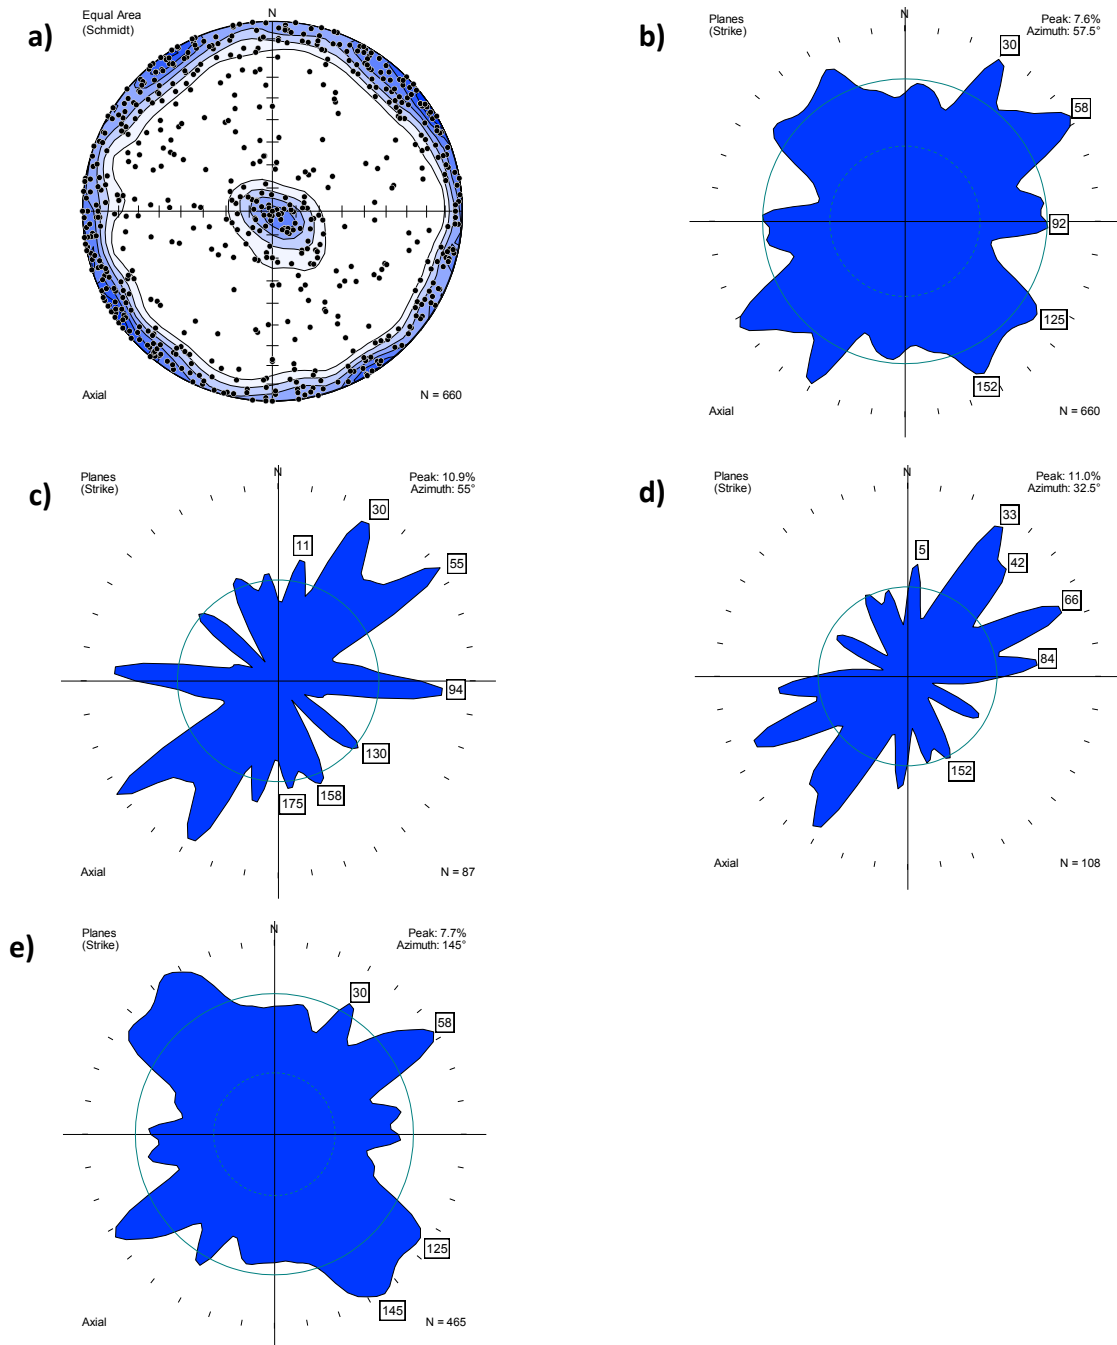 a)
Equal Area
(Schmidt)
N
Axial
N = 660
b)
Planes
(Strike)
N
Peak: 7.6%
Azimuth: 57.5°
30
58
92
125
152
Axial
N = 660
c)
Planes
(Strike)
N
Peak: 10.9%
Azimuth: 55°
30
11
55
94
130
158
175
Axial
N = 87
d)
Planes
(Strike)
N
Peak: 11.0%
Azimuth: 32.5°
33
5
42
66
84
152
Axial
N = 108
e)
Planes
(Strike)
N
Peak: 7.7%
Azimuth: 145°
30
58
125
145
Axial
N = 465